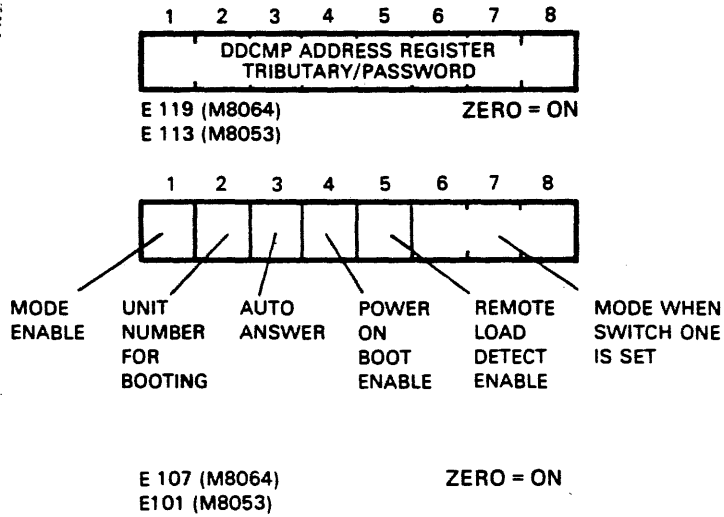 1 2 3 4 5 6 7 8
DDCMP ADDRESS REGISTER
TRIBUTARY/PASSWORD
E 119 (M8064) ZERO = ON
E 113 (M8053)
1 2 3 4 5 6 7 8
MODE ENABLE
UNIT NUMBER FOR BOOTING
AUTO ANSWER
POWER ON BOOT ENABLE
REMOTE LOAD DETECT ENABLE
MODE WHEN SWITCH ONE IS SET
E 107 (M8064) ZERO = ON
E101 (M8053)